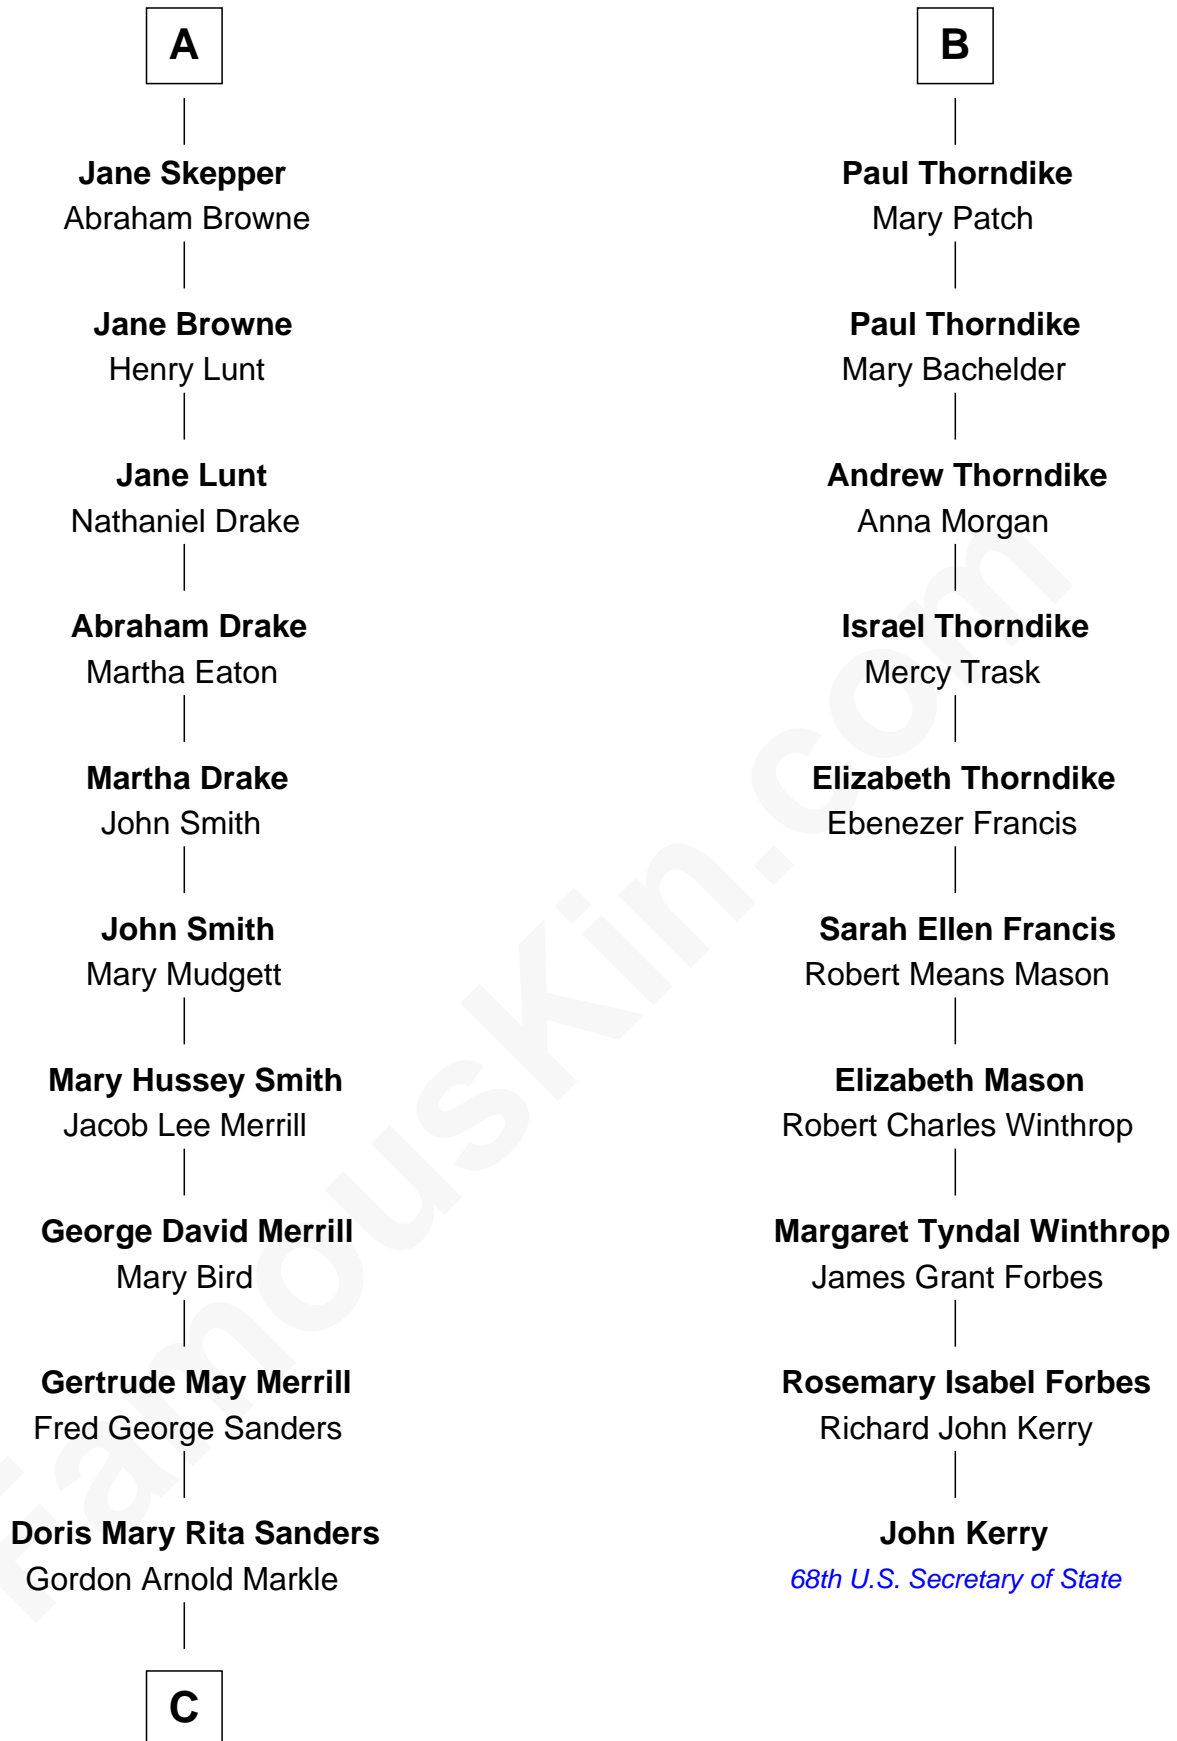 A
Jane Skepper
Abraham Browne
Jane Browne
Henry Lunt
Jane Lunt
Nathaniel Drake
Abraham Drake
Martha Eaton
Martha Drake
John Smith
John Smith
Mary Mudgett
Mary Hussey Smith
Jacob Lee Merrill
George David Merrill
Mary Bird
Gertrude May Merrill
Fred George Sanders
Doris Mary Rita Sanders
Gordon Arnold Markle
C
B
Paul Thorndike
Mary Patch
Paul Thorndike
Mary Bachelder
Andrew Thorndike
Anna Morgan
Israel Thorndike
Mercy Trask
Elizabeth Thorndike
Ebenezer Francis
Sarah Ellen Francis
Robert Means Mason
Elizabeth Mason
Robert Charles Winthrop
Margaret Tyndal Winthrop
James Grant Forbes
Rosemary Isabel Forbes
Richard John Kerry
John Kerry
68th U.S. Secretary of State
FamousKin.com